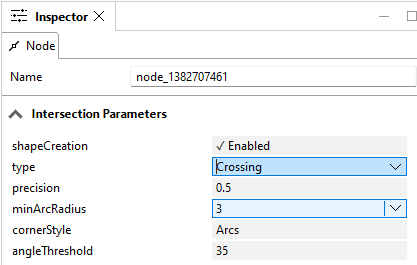 Inspector
Node
Name node_1382707461
Intersection Parameters
shapeCreation ✓ Enabled
type Crossing
precision 0.5
minArcRadius 3
cornerStyle Arcs
angleThreshold 35